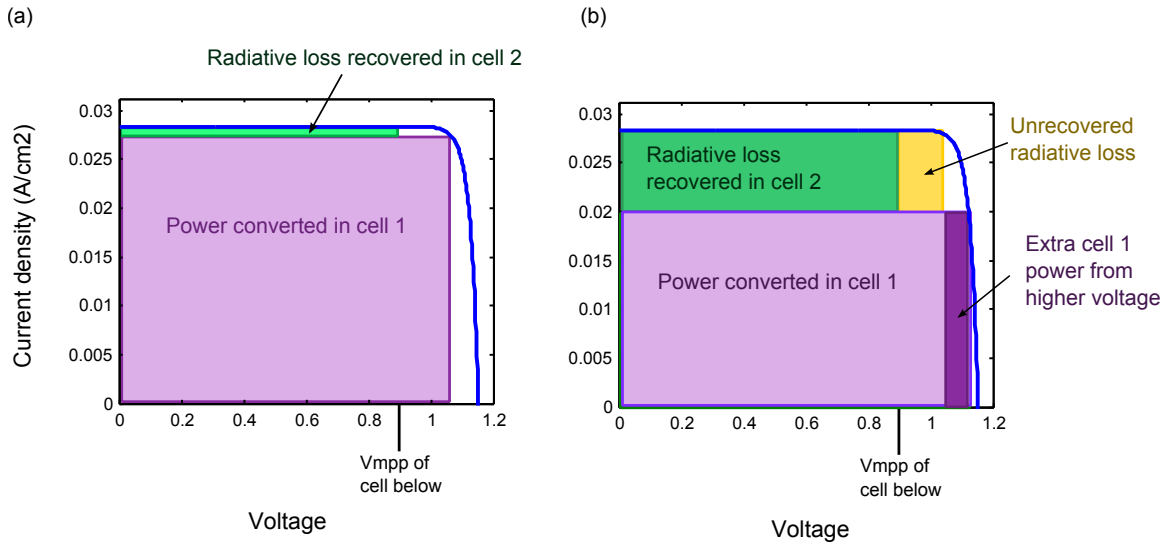 (a)
Radiative loss recovered in cell 2
Current density (A/cm2)
0.03
0.025
0.02
0.015
0.01
0.005
0
Power converted in cell 1
0
0.2
0.4
0.6
0.8
1
1.2
Vmpp of
cell below
Voltage
(b)
0.03
0.025
0.02
0.015
0.01
0.005
0
Radiative loss
recovered in cell 2
Unrecovered
radiative loss
Power converted in cell 1
Extra cell 1
power from
higher voltage
0
0.2
0.4
0.6
0.8
1
1.2
Vmpp of
cell below
Voltage